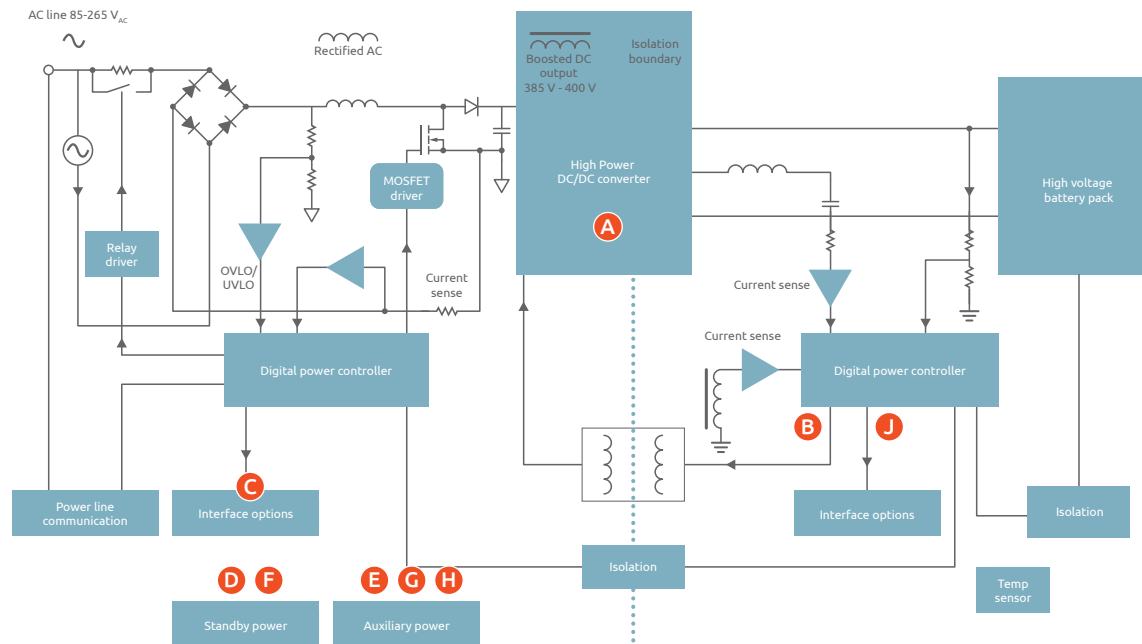 AC line 85-265 VAC
Rectified AC
Boosted DC
output
385 V - 400 V
Isolation
boundary
High Power
DC/DC converter
A
High voltage
battery pack
MOSFET
driver
Relay
driver
OVLO/
UVLO
Current
sense
Current sense
Current sense
Digital power controller
Digital power controller
B
J
C
Power line
communication
Interface options
Interface options
Isolation
Isolation
D
F
E
G
H
Temp
sensor
Standby power
Auxiliary power